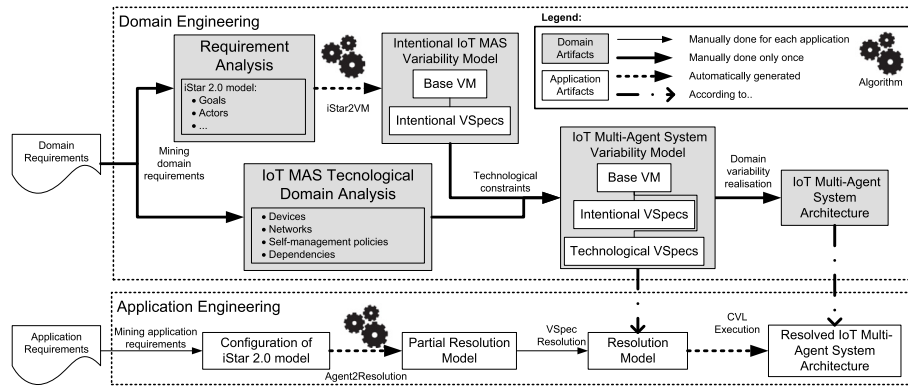 Domain Engineering
Requirement
Analysis
iStar 2.0 model:
• Goals
• Actors
• ...
iStar2VM
Intentional IoT MAS
Variability Model
Base VM
Intentional VSpecs
Legend:
Domain
Artifacts
Application
Artifacts
Manually done for each application
Manually done only once
Automatically generated
According to..
Algorithm
Domain
Requirements
Mining
domain
requirements
IoT MAS Tecnological
Domain Analysis
• Devices
• Networks
• Self-management policies
• Dependencies
Technological
constraints
IoT Multi-Agent System
Variability Model
Base VM
Intentional VSpecs
Technological VSpecs
Domain
variability
realisation
IoT Multi-Agent
System
Architecture
Application Engineering
Application
Requirements
Mining application
requirements
Configuration of
iStar 2.0 model
Agent2Resolution
Partial Resolution
Model
VSpec
Resolution
Resolution
Model
CVL
Execution
Resolved IoT Multi-
Agent System
Architecture